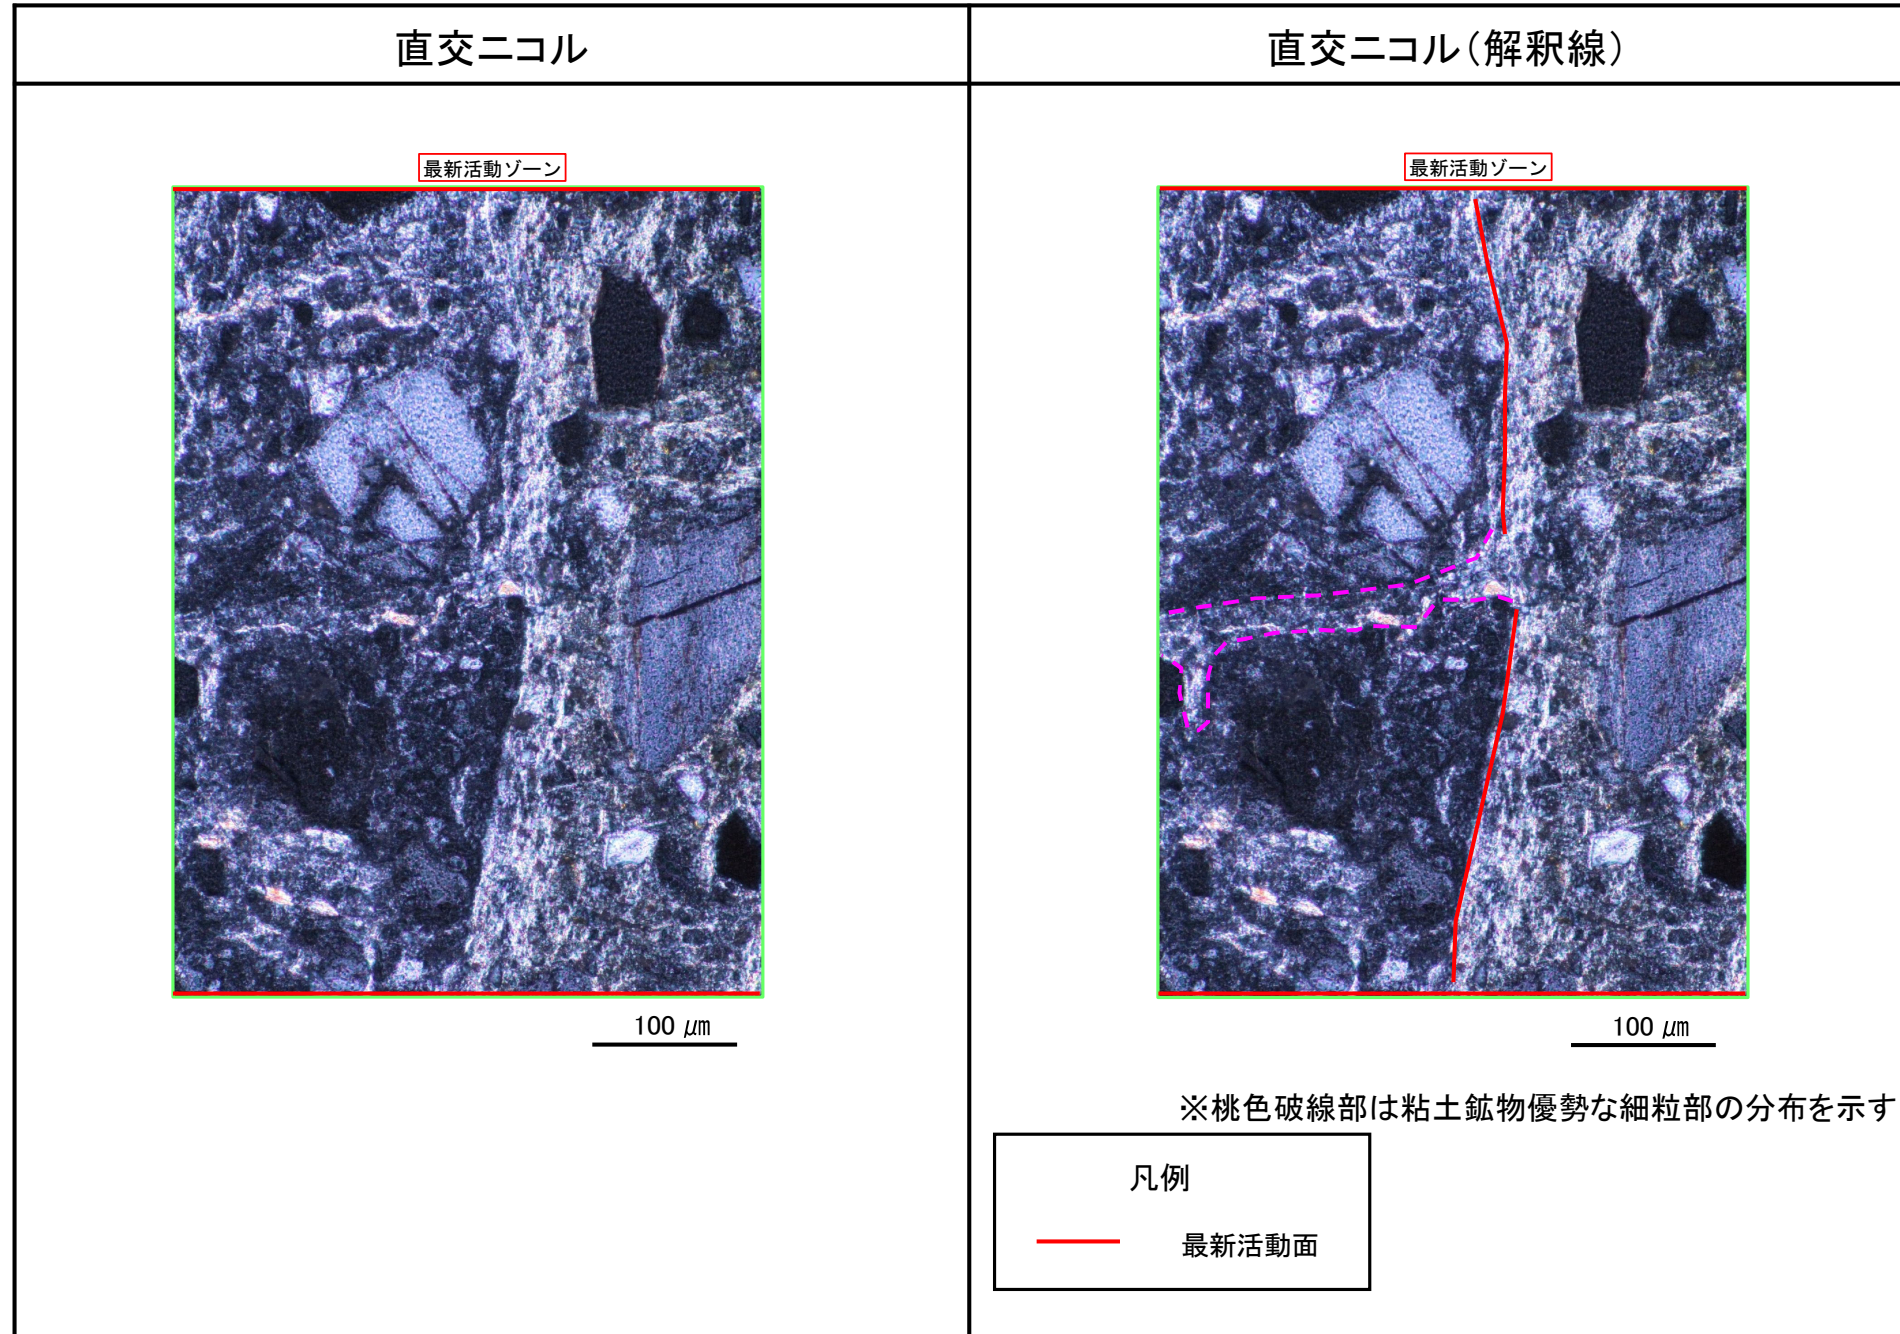 直交ニコル
直交ニコル(解釈線)
最新活動ゾーン
最新活動ゾーン
100 μm
100 μm
※桃色破線部は粘土鉱物優勢な細粒部の分布を示す
凡例
最新活動面